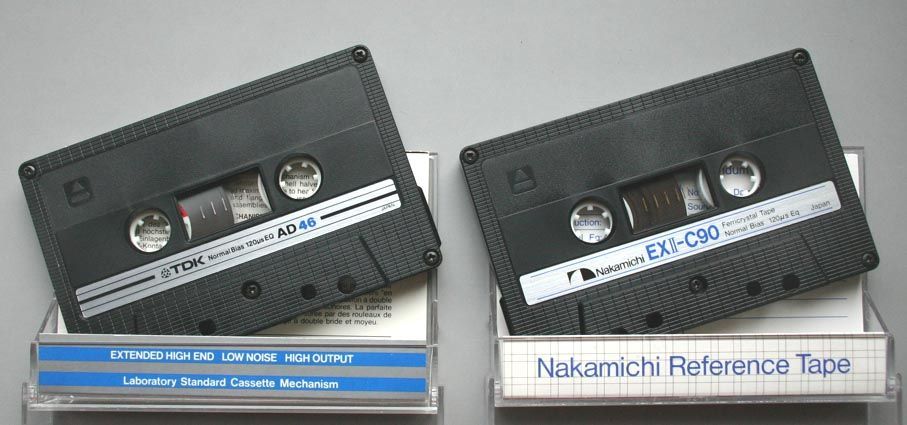 TDK Normal Bias 120µs EQ AD 46
JAPAN
EXTENDED HIGH END LOW NOISE HIGH OUTPUT
Laboratory Standard Cassette Mechanism
Nakamichi EXII-C90 Ferricrystal Tape
Normal Bias 120µs Eq Japan
Nakamichi Reference Tape